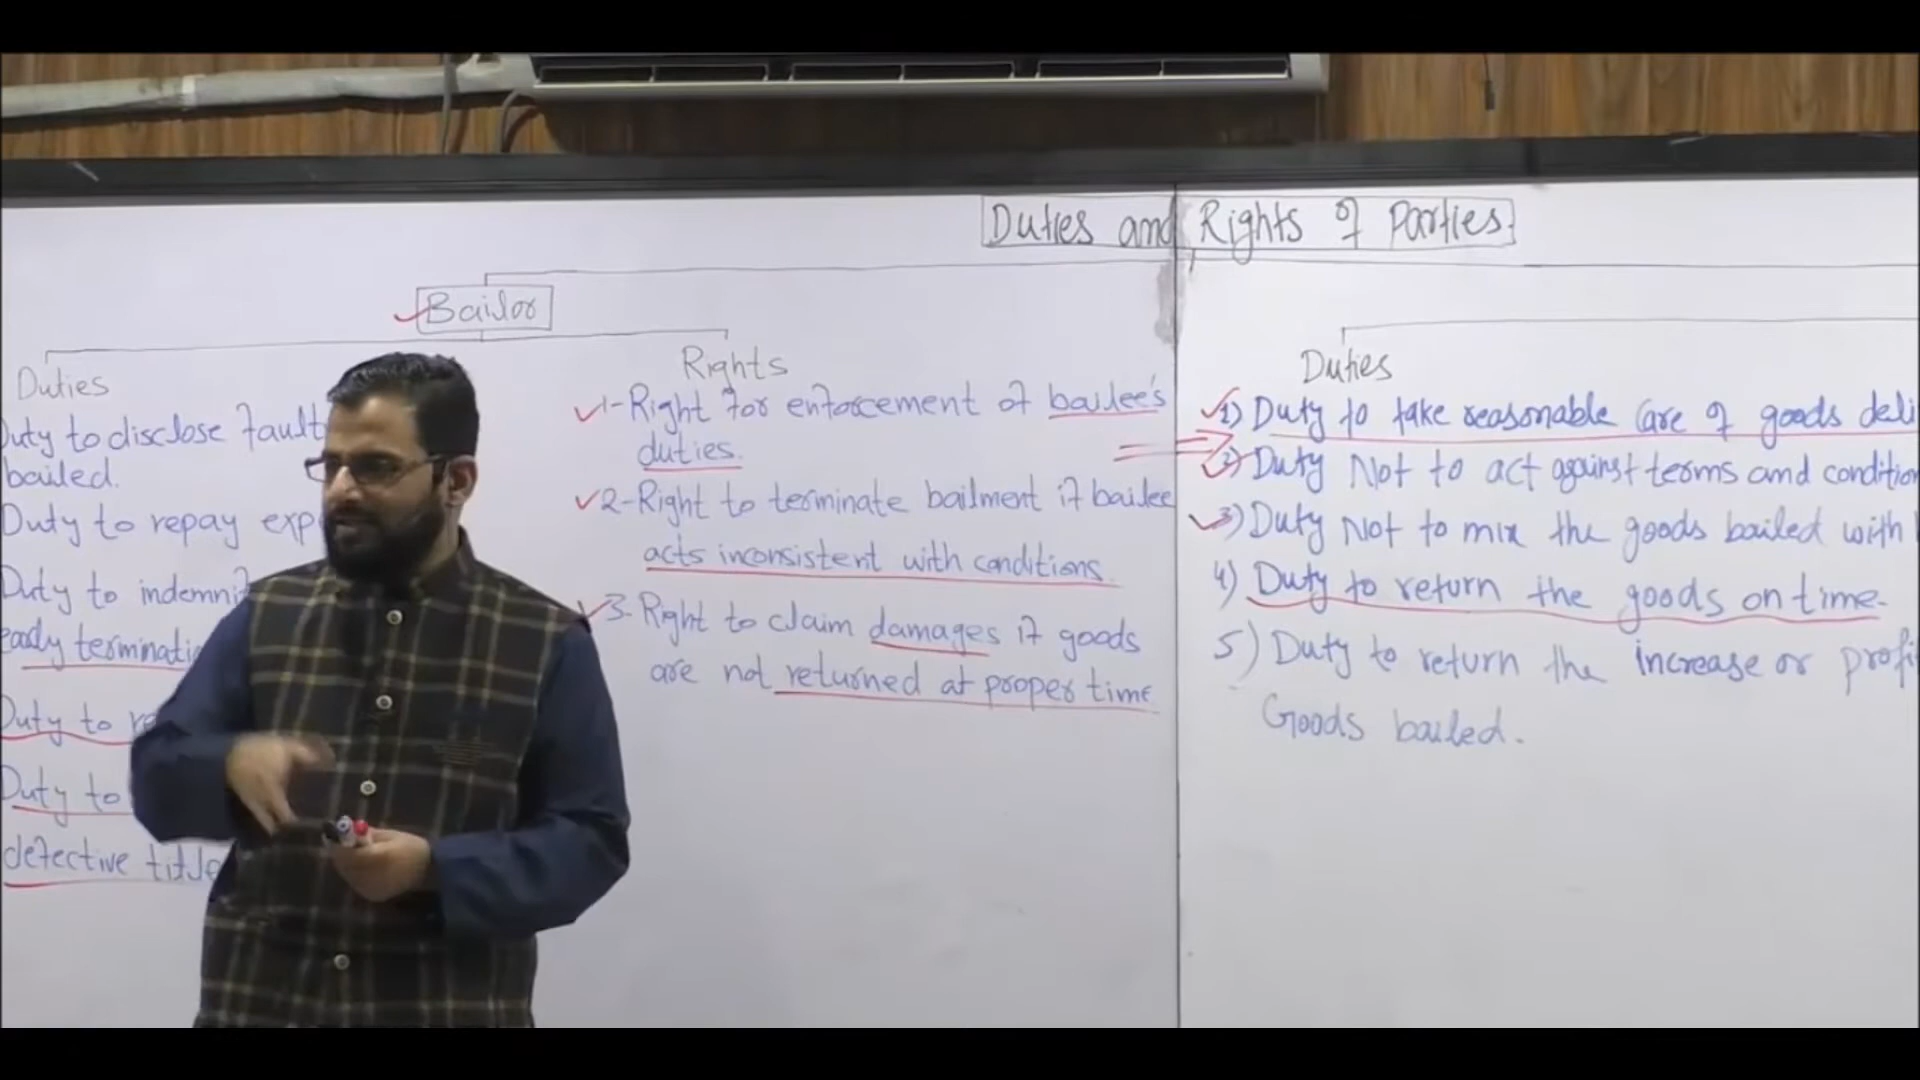 Duties and Rights of Parties.
Bailor
Duties
Duty to disclose fault
bailed.
Duty to repay exp
Duty to indemni
early terminati
Duty to re
Duty to
defective title
Rights
1- Right for enforcement of bailee's
duties.
2- Right to terminate bailment if bailee
acts inconsistent with conditions.
3- Right to claim damages if goods
are not returned at proper time
Duties
1) Duty to take reasonable care of goods deli
2) Duty Not to act against terms and condition
3) Duty Not to mix the goods bailed with
4) Duty to return the goods on time.
5) Duty to return the increase or profi
Goods bailed.